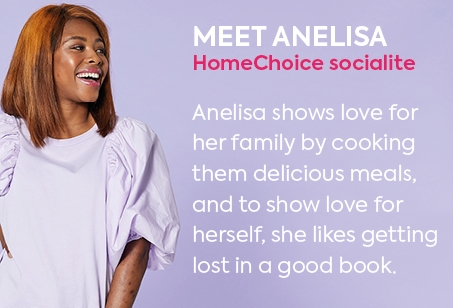 MEET ANELISA
HomeChoice socialite
Anelisa shows love for
her family by cooking
them delicious meals,
and to show love for
herself, she likes getting
lost in a good book.